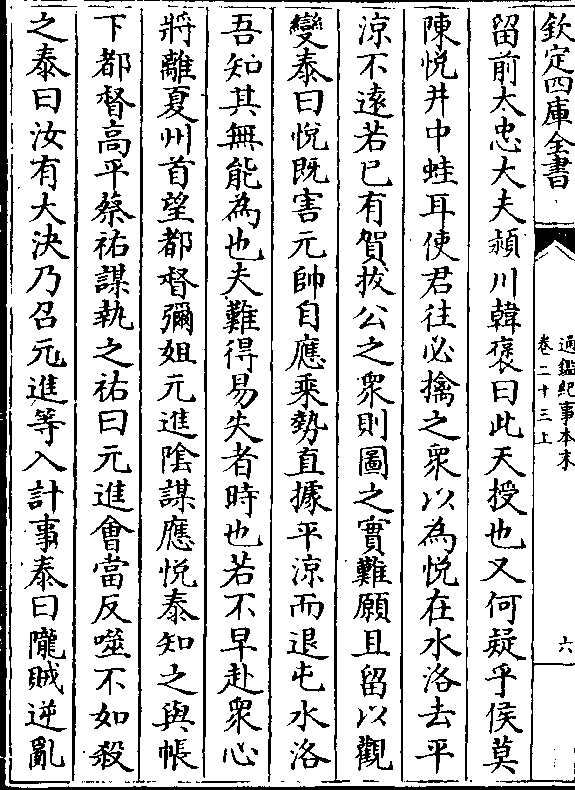 欽定四庫全書
通鑑紀事本末
卷二十三上
六
留前太忠大夫潁川韓褒曰此天授也又何疑乎侯莫
陳悅井中蛙耳使君往必擒之衆以為悅在水洛去平
涼不遠若已有賀拔公之衆則圖之實難願且留以觀
變泰曰悅既害元帥自應乘勢直據平涼而退屯水洛
吾知其無能為也夫難得易失者時也若不早赴衆心
將離夏州首望都督彌姐元進陰謀應悅泰知之與帳
下都督高平蔡祐謀執之祐曰元進會當反噬不如殺
之泰曰汝有大決乃召元進等入計事泰曰隴賊逆亂